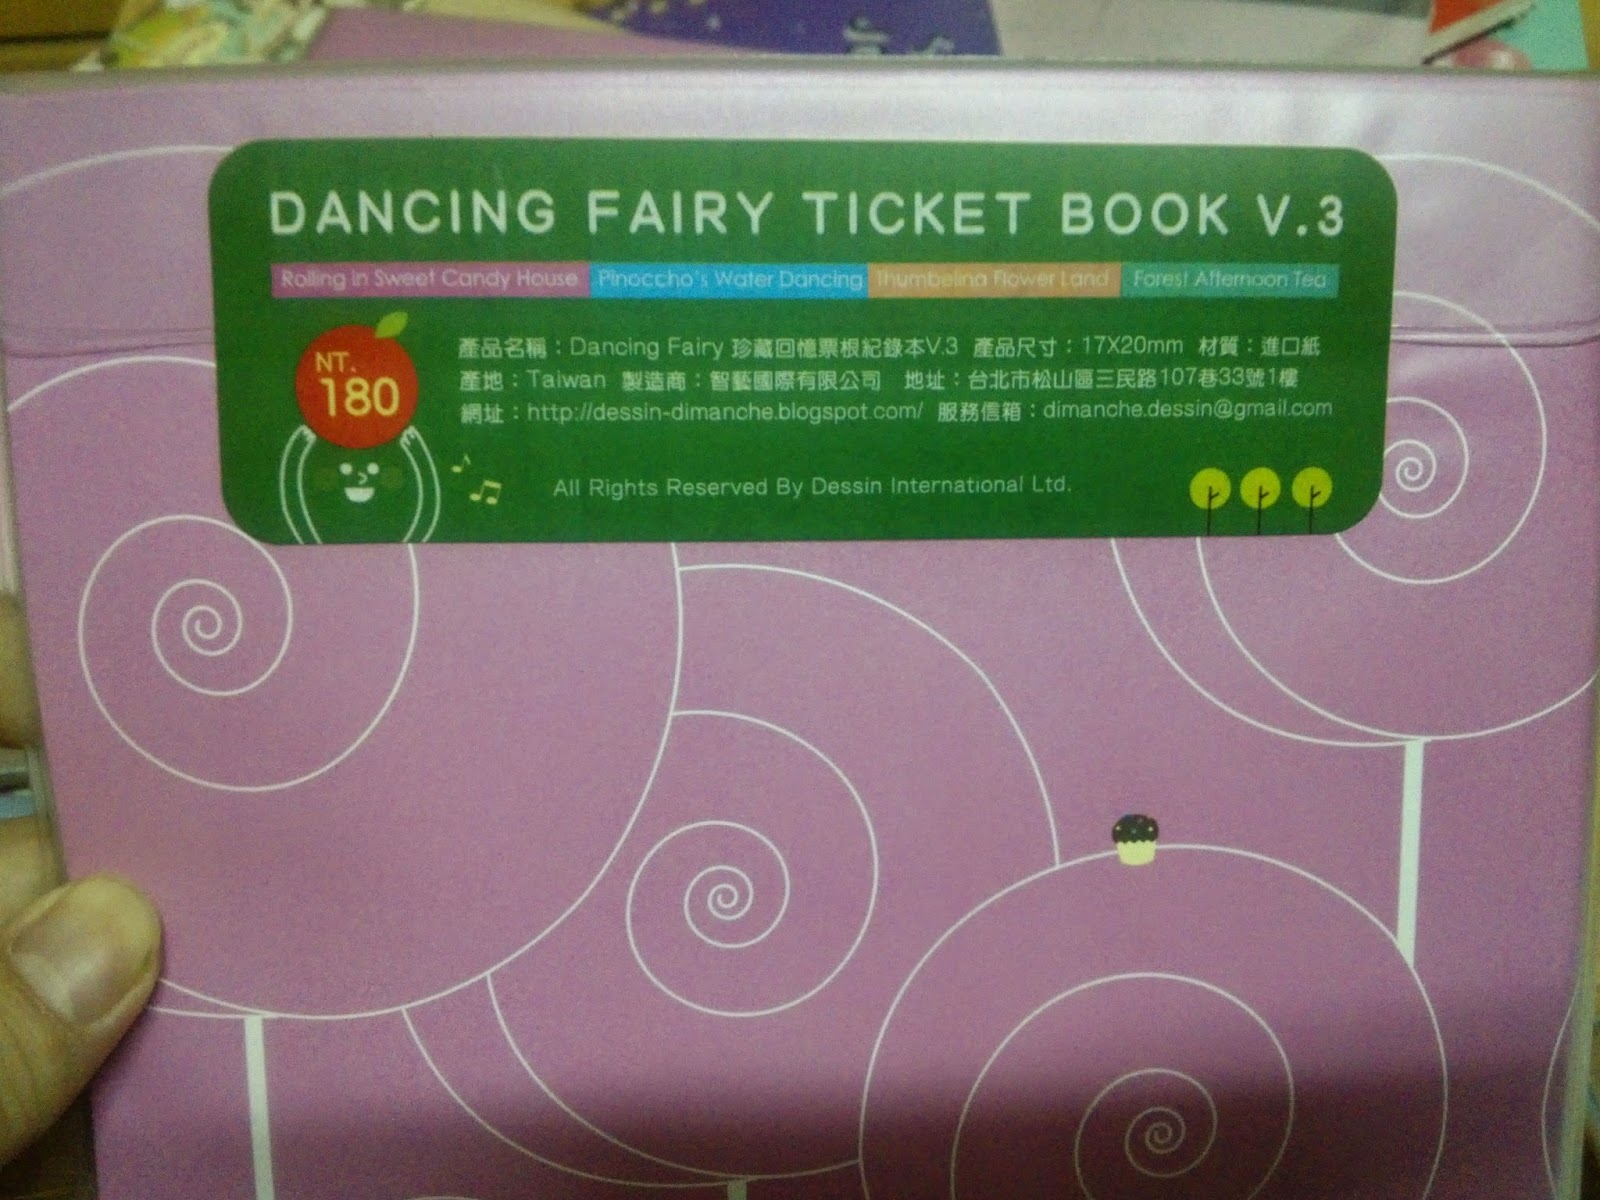 DANCING FAIRY TICKET BOOK V.3
Rolling in Sweet Candy House Pinoccho's Water Dancing Thumbelina Flower Land Forest Afternoon Tea
NT.
180
產品名稱：Dancing Fairy 珍藏回憶票根紀錄本V.3 產品尺寸：17X20mm 材質：進口紙
產地：Taiwan 製造商：智藝國際有限公司 地址：台北市松山區三民路107巷33號1樓
網址：http://dessin-dimanche.blogspot.com/ 服務信箱：dimanche.dessin@gmail.com
All Rights Reserved By Dessin International Ltd.